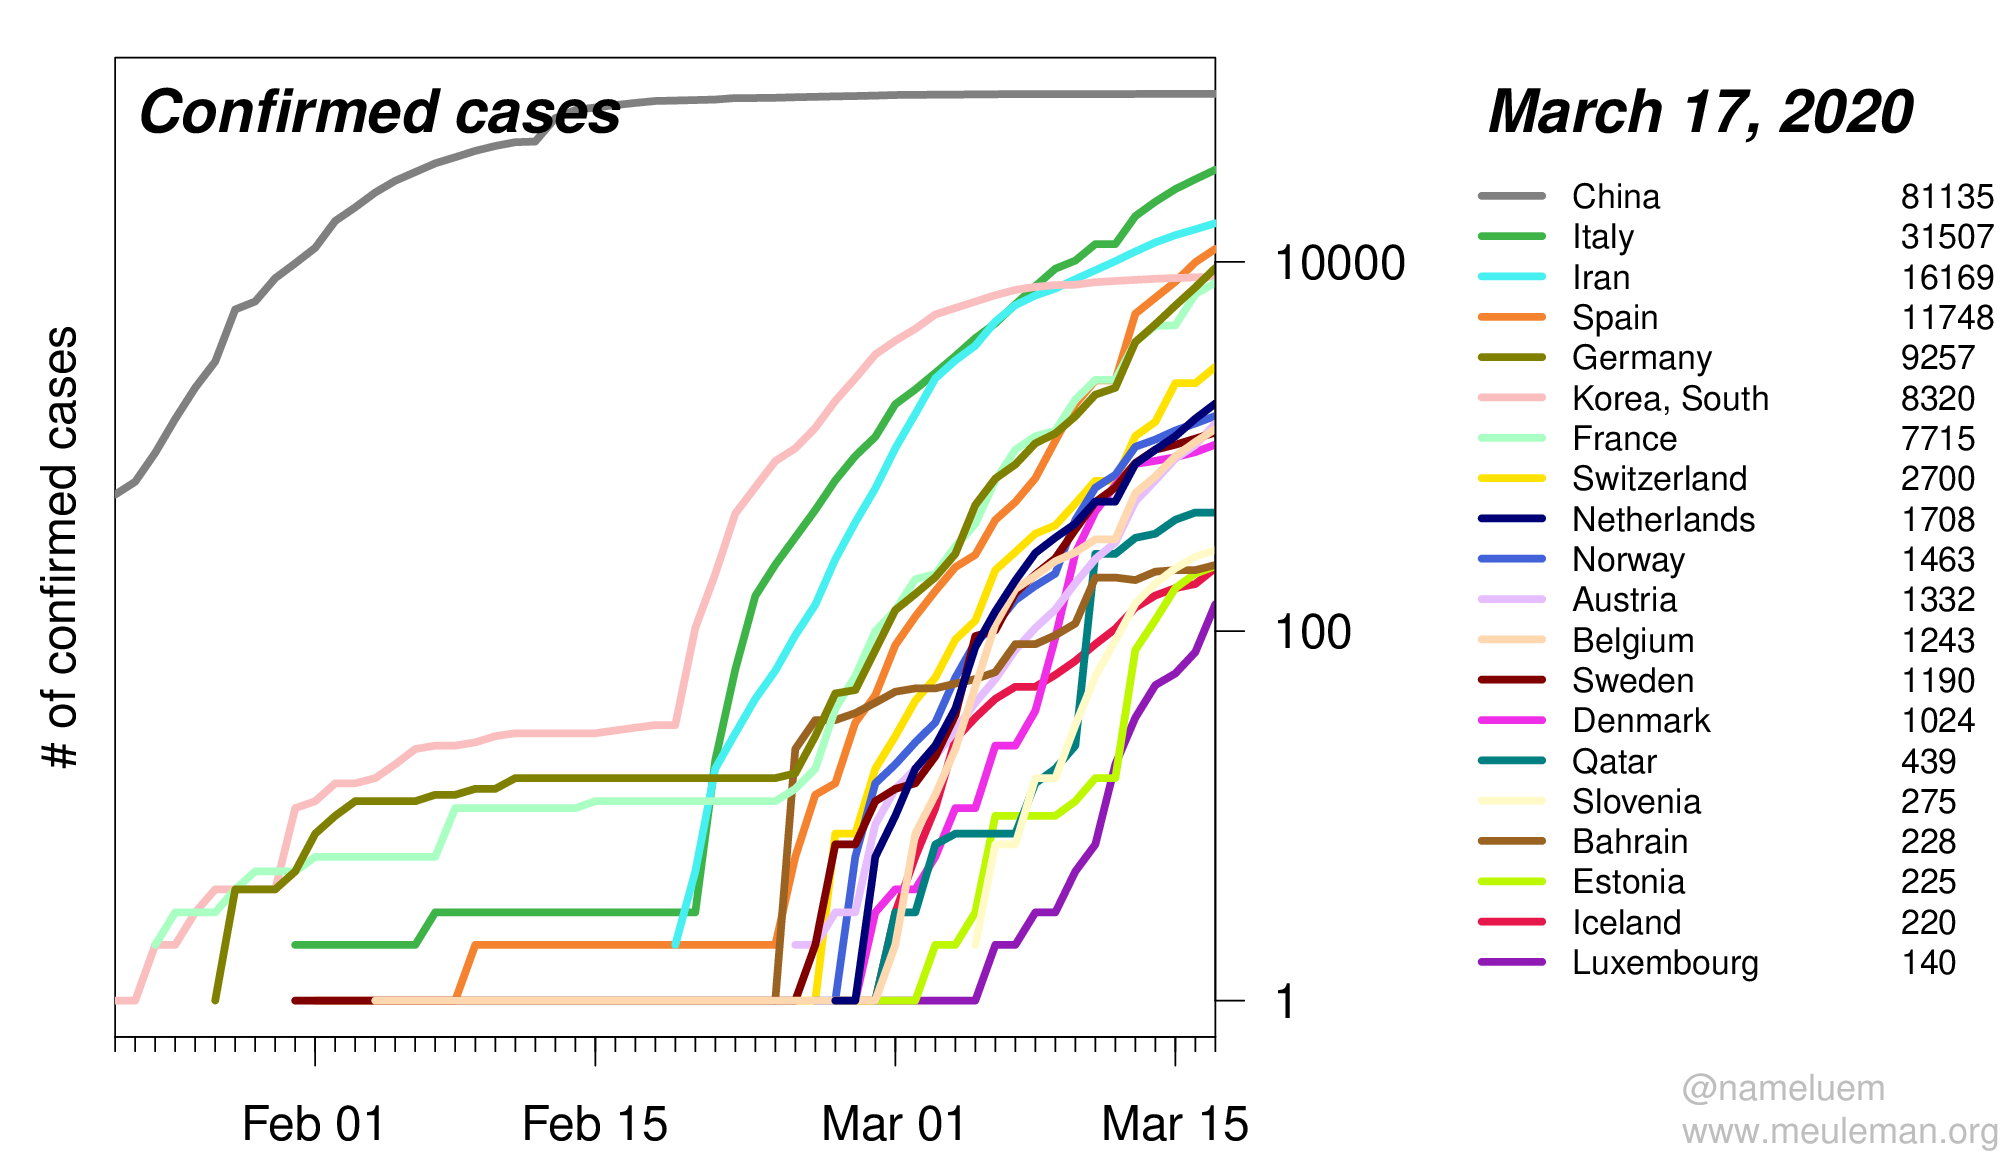 Confirmed cases
March 17, 2020
China 81135
Italy 31507
Iran 16169
Spain 11748
Germany 9257
Korea, South 8320
France 7715
Switzerland 2700
Netherlands 1708
Norway 1463
Austria 1332
Belgium 1243
Sweden 1190
Denmark 1024
Qatar 439
Slovenia 275
Bahrain 228
Estonia 225
Iceland 220
Luxembourg 140
# of confirmed cases
10000
100
1
Feb 01 Feb 15 Mar 01 Mar 15
@nameluem
www.meuleman.org